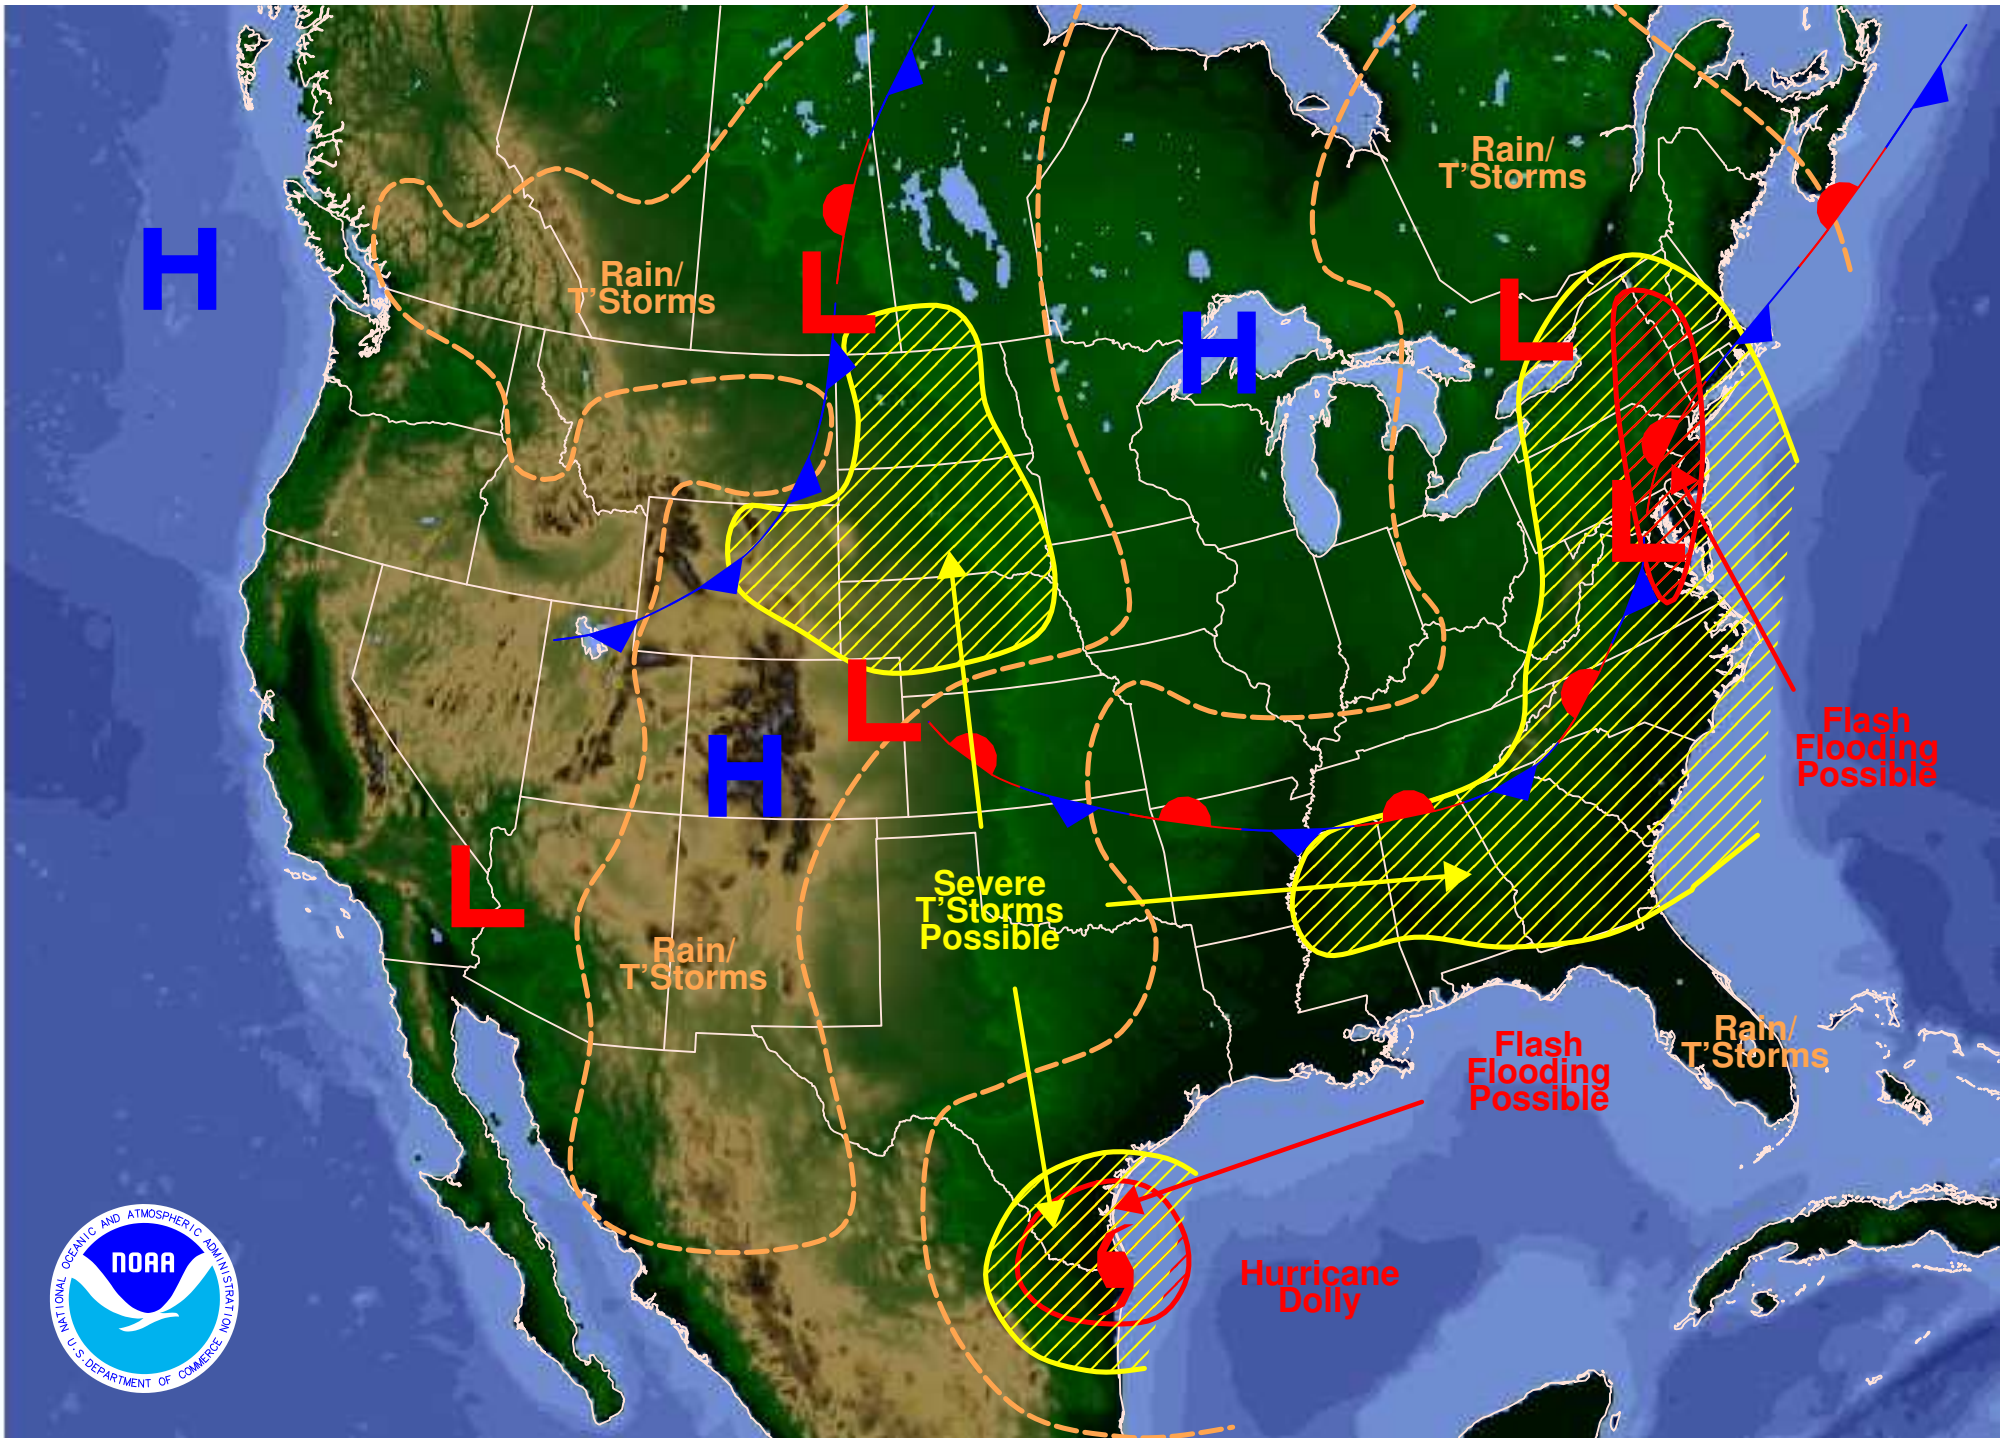 Rain/
T'Storms
H
Rain/
T'Storms
L
H
L
L
L
H
L
Flash
Flooding
Possible
Severe
T'Storms
Possible
Rain/
T'Storms
Flash
Flooding
Possible
Rain/
T'Storms
Hurricane
Dolly
NATIONAL OCEANIC AND ATMOSPHERIC ADMINISTRATION
NOAA
U.S. DEPARTMENT OF COMMERCE